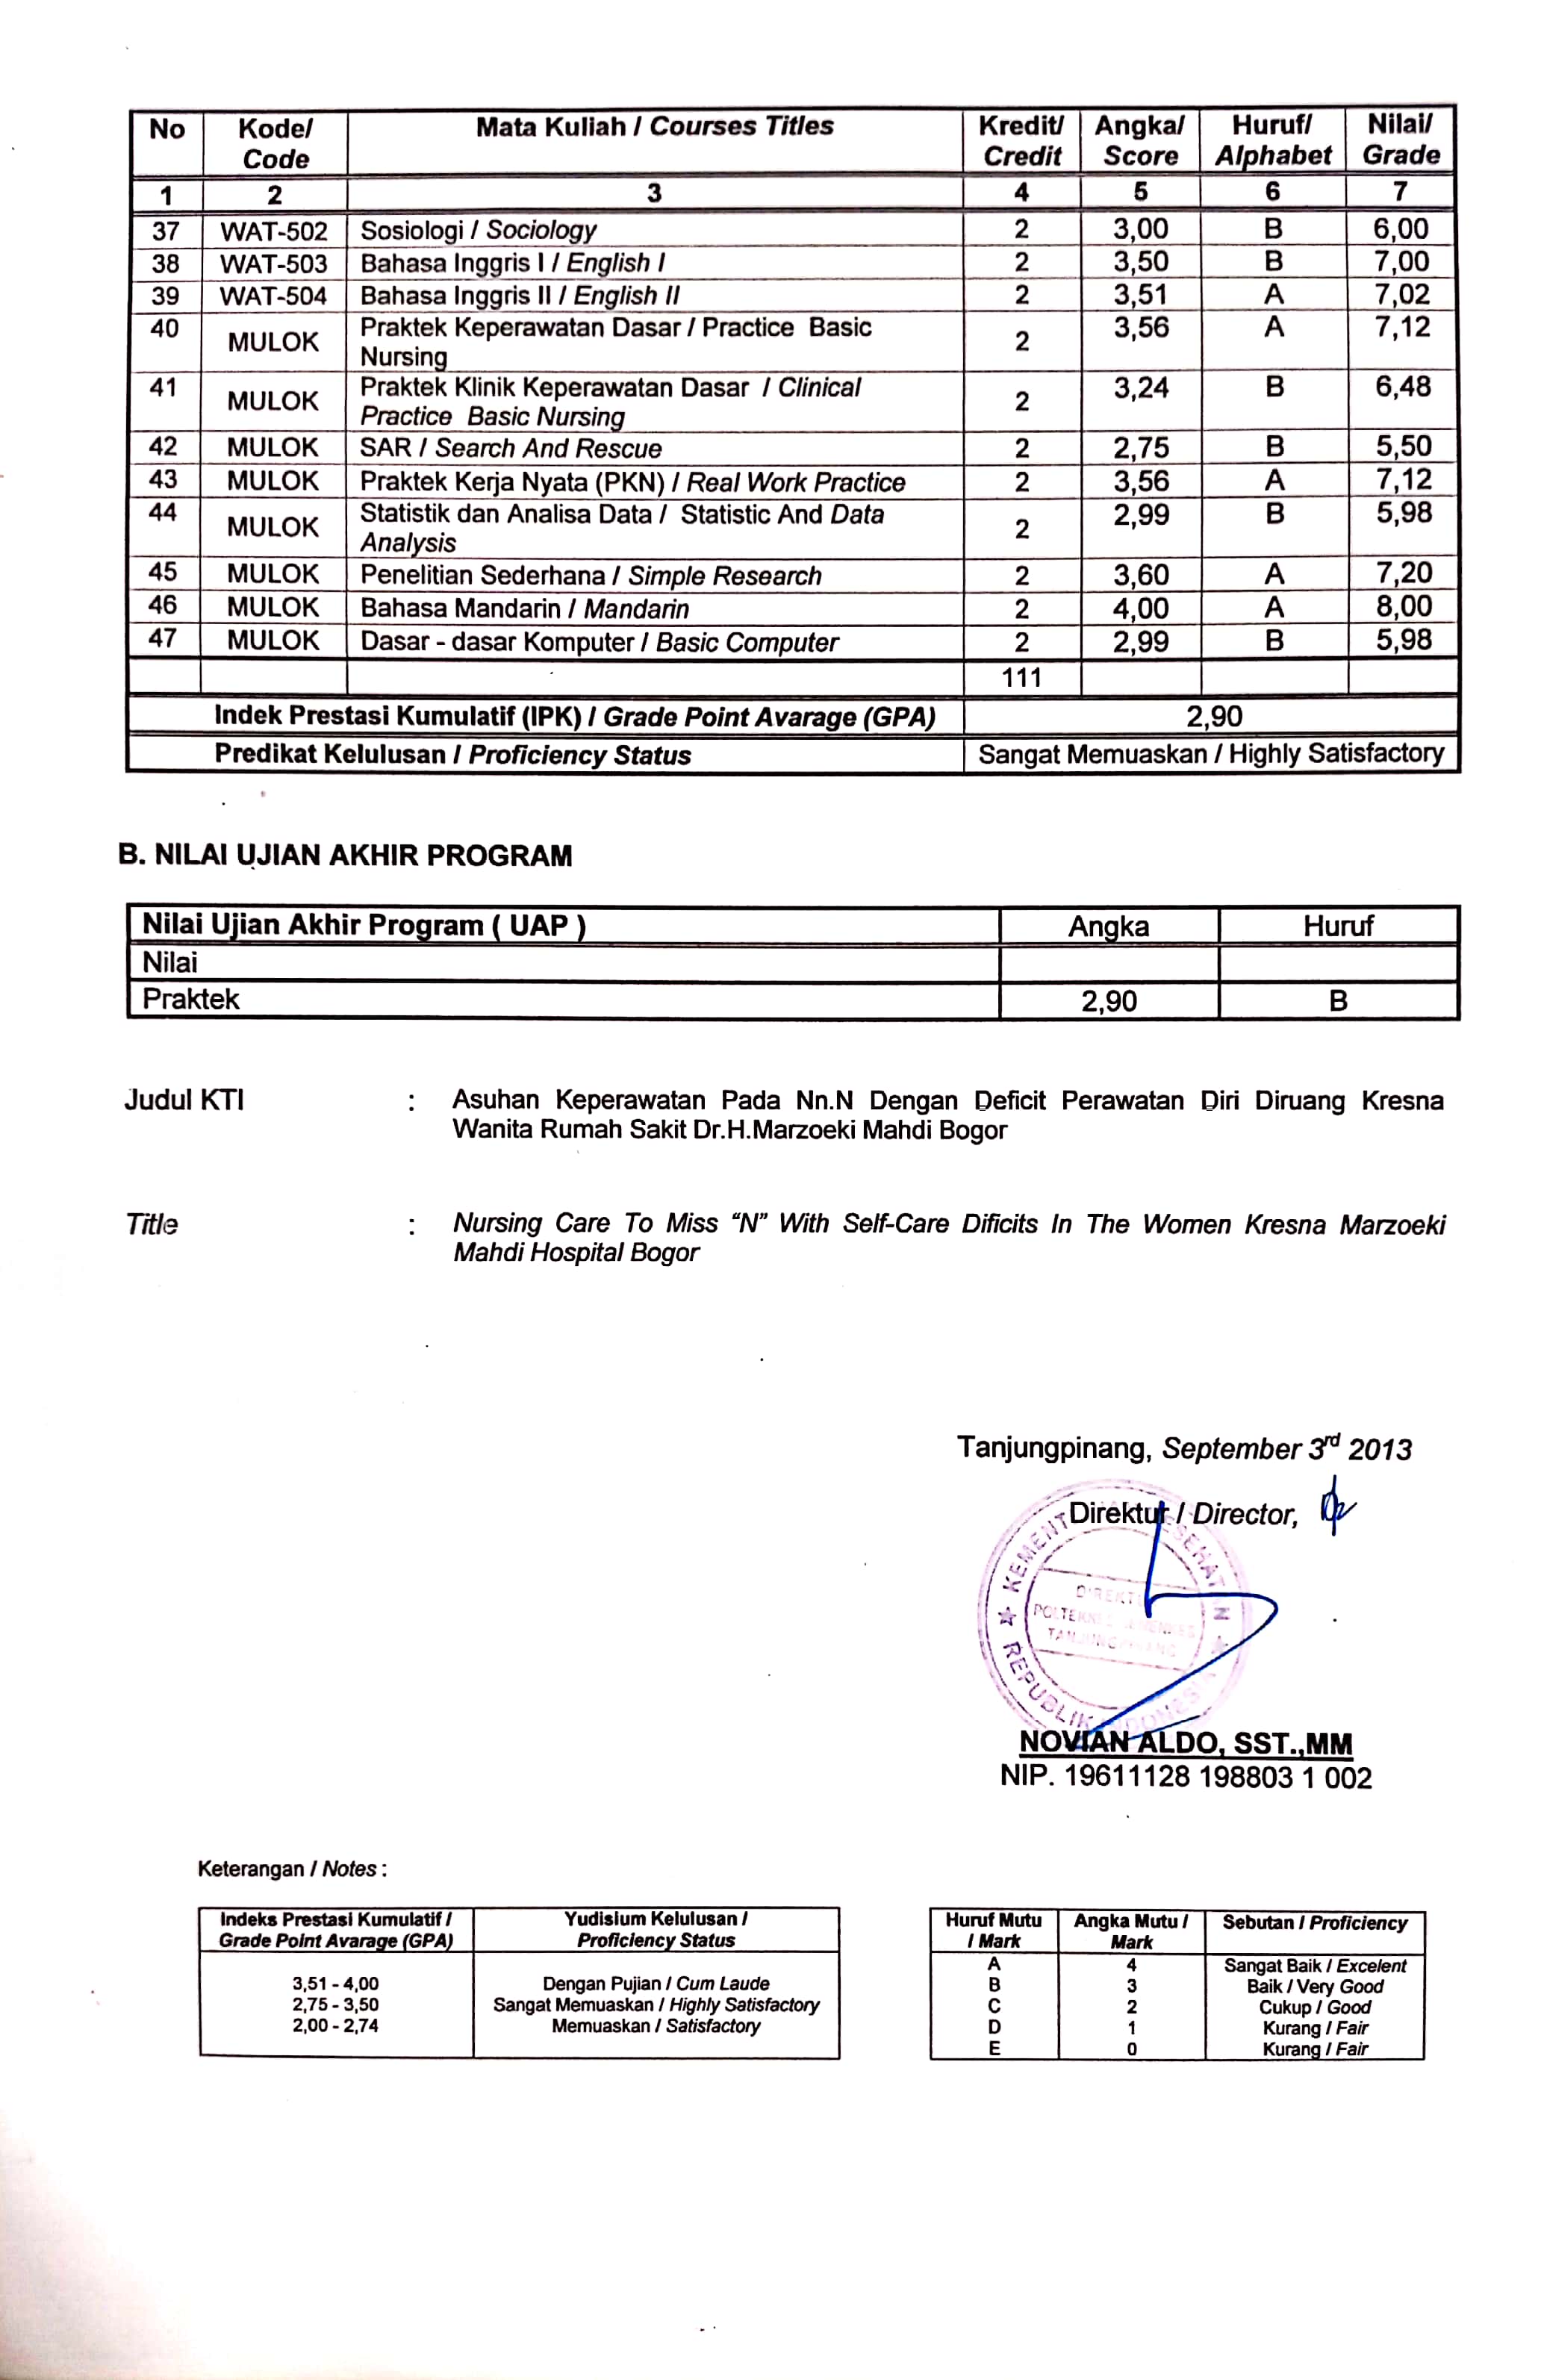 No Kode/ Mata Kuliah / Courses Titles Kredit/ Angka/ Huruf/ Nilai/
Code Credit Score Alphabet Grade
1 2 3 4 5 6 7
37 WAT-502 Sosiologi / Sociology 2 3,00 B 6,00
38 WAT-503 Bahasa Inggris I / English I 2 3,50 B 7,00
39 WAT-504 Bahasa Inggris II / English II 2 3,51 A 7,02
40 MULOK Praktek Keperawatan Dasar / Practice Basic 2 3,56 A 7,12
Nursing
41 MULOK Praktek Klinik Keperawatan Dasar / Clinical 2 3,24 B 6,48
Practice Basic Nursing
42 MULOK SAR / Search And Rescue 2 2,75 B 5,50
43 MULOK Praktek Kerja Nyata (PKN) / Real Work Practice 2 3,56 A 7,12
44 MULOK Statistik dan Analisa Data / Statistic And Data 2 2,99 B 5,98
Analysis
45 MULOK Penelitian Sederhana / Simple Research 2 3,60 A 7,20
46 MULOK Bahasa Mandarin / Mandarin 2 4,00 A 8,00
47 MULOK Dasar - dasar Komputer / Basic Computer 2 2,99 B 5,98
111
Indek Prestasi Kumulatif (IPK) / Grade Point Avarage (GPA) 2,90
Predikat Kelulusan / Proficiency Status Sangat Memuaskan / Highly Satisfactory
B. NILAI UJIAN AKHIR PROGRAM
Nilai Ujian Akhir Program ( UAP ) Angka Huruf
Nilai
Praktek 2,90 B
Judul KTI : Asuhan Keperawatan Pada Nn.N Dengan Deficit Perawatan Diri Diruang Kresna
Wanita Rumah Sakit Dr.H.Marzoeki Mahdi Bogor
Title : Nursing Care To Miss “N” With Self-Care Dificits In The Women Kresna Marzoeki
Mahdi Hospital Bogor
Tanjungpinang, September 3rd 2013
Direktur / Director,
REPUBLIK INDONESIA
NOVIAN ALDO, SST.,MM
NIP. 19611128 198803 1 002
Keterangan / Notes :
Indeks Prestasi Kumulatif / Yudisium Kelulusan /
Grade Point Avarage (GPA) Proficiency Status
3,51 - 4,00 Dengan Pujian / Cum Laude
2,75 - 3,50 Sangat Memuaskan / Highly Satisfactory
2,00 - 2,74 Memuaskan / Satisfactory
Huruf Mutu Angka Mutu / Sebutan / Proficiency
/ Mark Mark
A 4 Sangat Baik / Excelent
B 3 Baik / Very Good
C 2 Cukup / Good
D 1 Kurang / Fair
E 0 Kurang / Fair